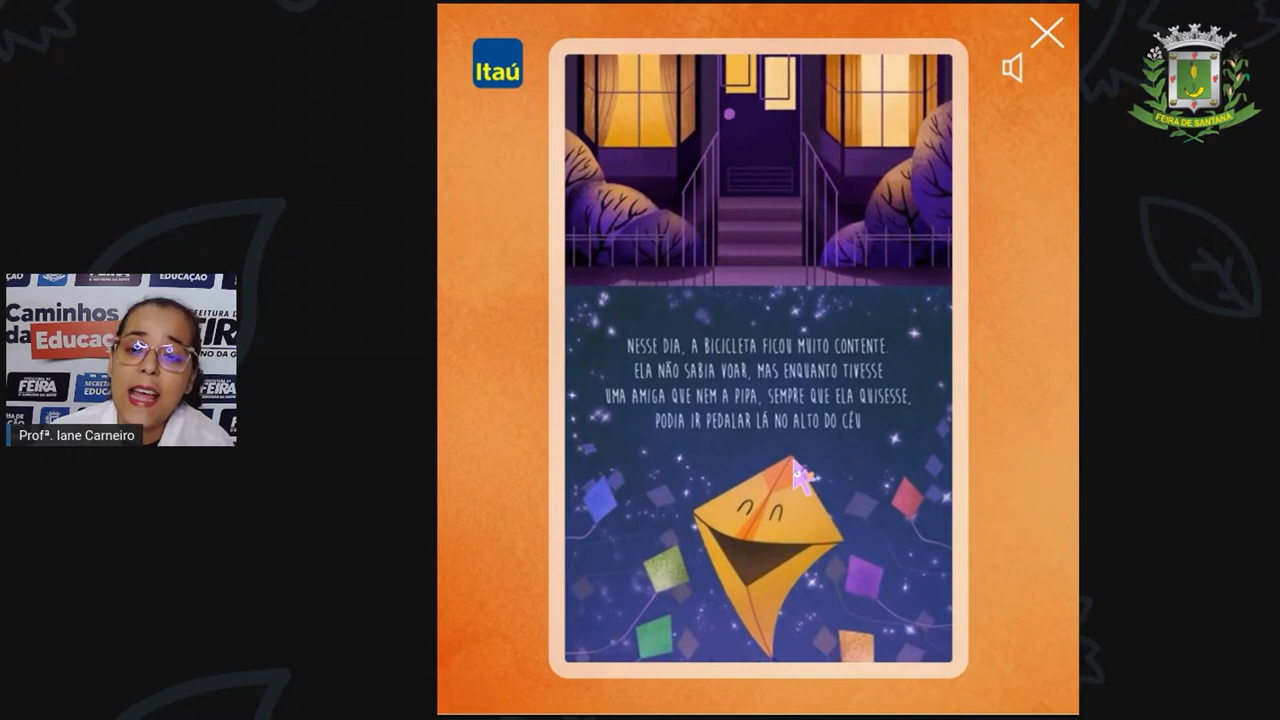 Itaú
FEIRA DE SANTANA
NESSE DIA, A BICICLETA FICOU MUITO CONTENTE.
ELA NÃO SABIA VOAR, MAS ENQUANTO TIVESSE
UMA AMIGA QUE NEM A PIPA, SEMPRE QUE ELA QUISESSE,
PODIA IR PEDALAR LÁ NO ALTO DO CÉU
EDUCAÇÃO
Caminhos
da Educaç
FEIRA
FEIRA
Profª. Iane Carneiro